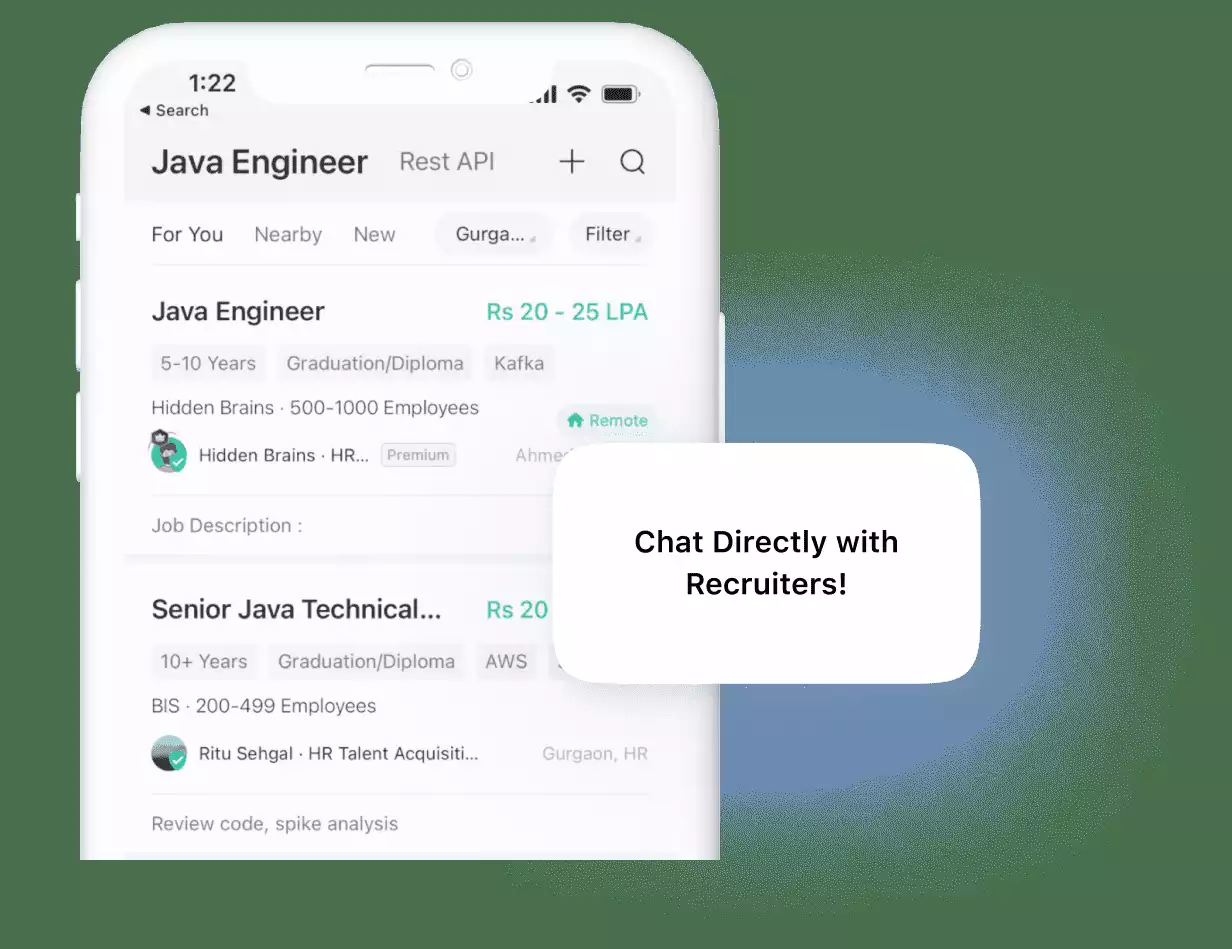 1:22
◀ Search
Java Engineer Rest API
For You Nearby New Gurga... Filter
Java Engineer Rs 20 - 25 LPA
5-10 Years Graduation/Diploma Kafka
Hidden Brains · 500-1000 Employees
Remote
Hidden Brains · HR... Premium
Job Description :
Chat Directly with
Recruiters!
Senior Java Technical... Rs 20
10+ Years Graduation/Diploma AWS
BIS · 200-499 Employees
Ritu Sehgal · HR Talent Acquisiti... Gurgaon, HR
Review code, spike analysis